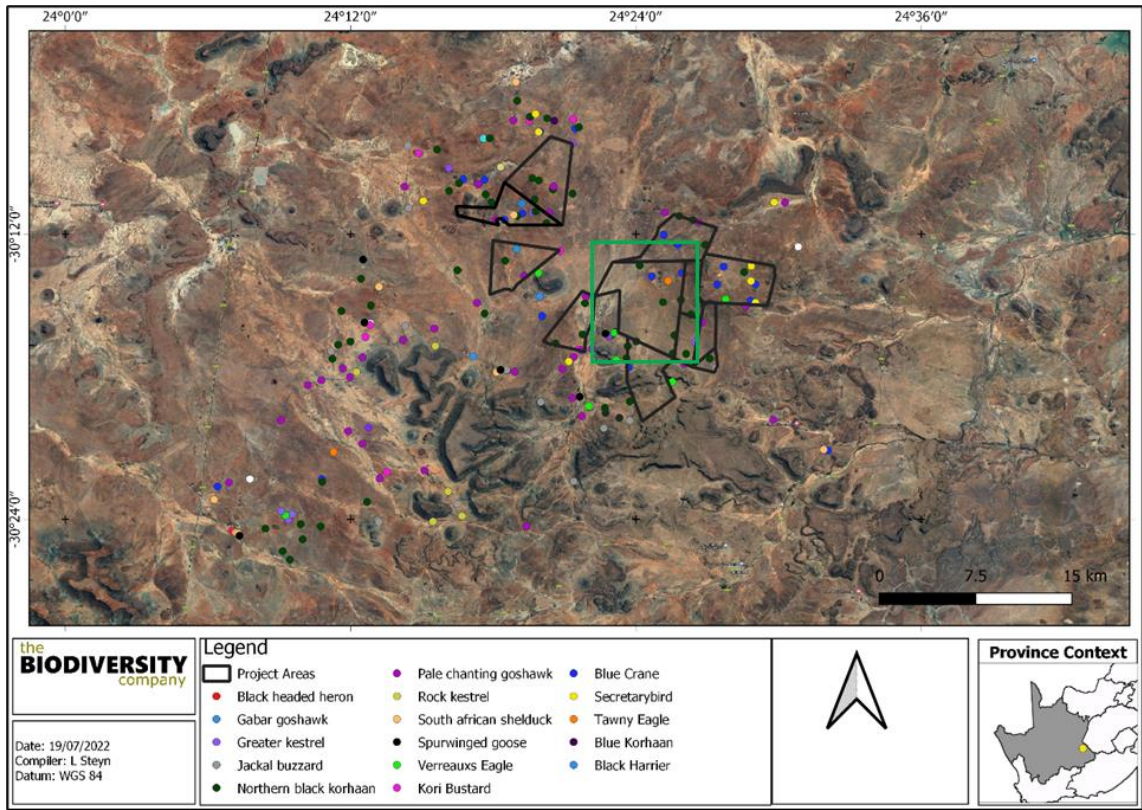 24°0'0" 24°12'0" 24°24'0" 24°36'0"
-30°12'0"
-30°24'0"
0 7.5 15 km
the
BIODIVERSITY
company
Date: 19/07/2022
Compiler: L Steyn
Datum: WGS 84
Legend
Project Areas
Black headed heron
Gabar goshawk
Greater kestrel
Jackal buzzard
Northern black korhaan
Pale chanting goshawk
Rock kestrel
South african shelduck
Spurwinged goose
Verreauxs Eagle
Kori Bustard
Blue Crane
Secretarybird
Tawny Eagle
Blue Korhaan
Black Harrier
Province Context